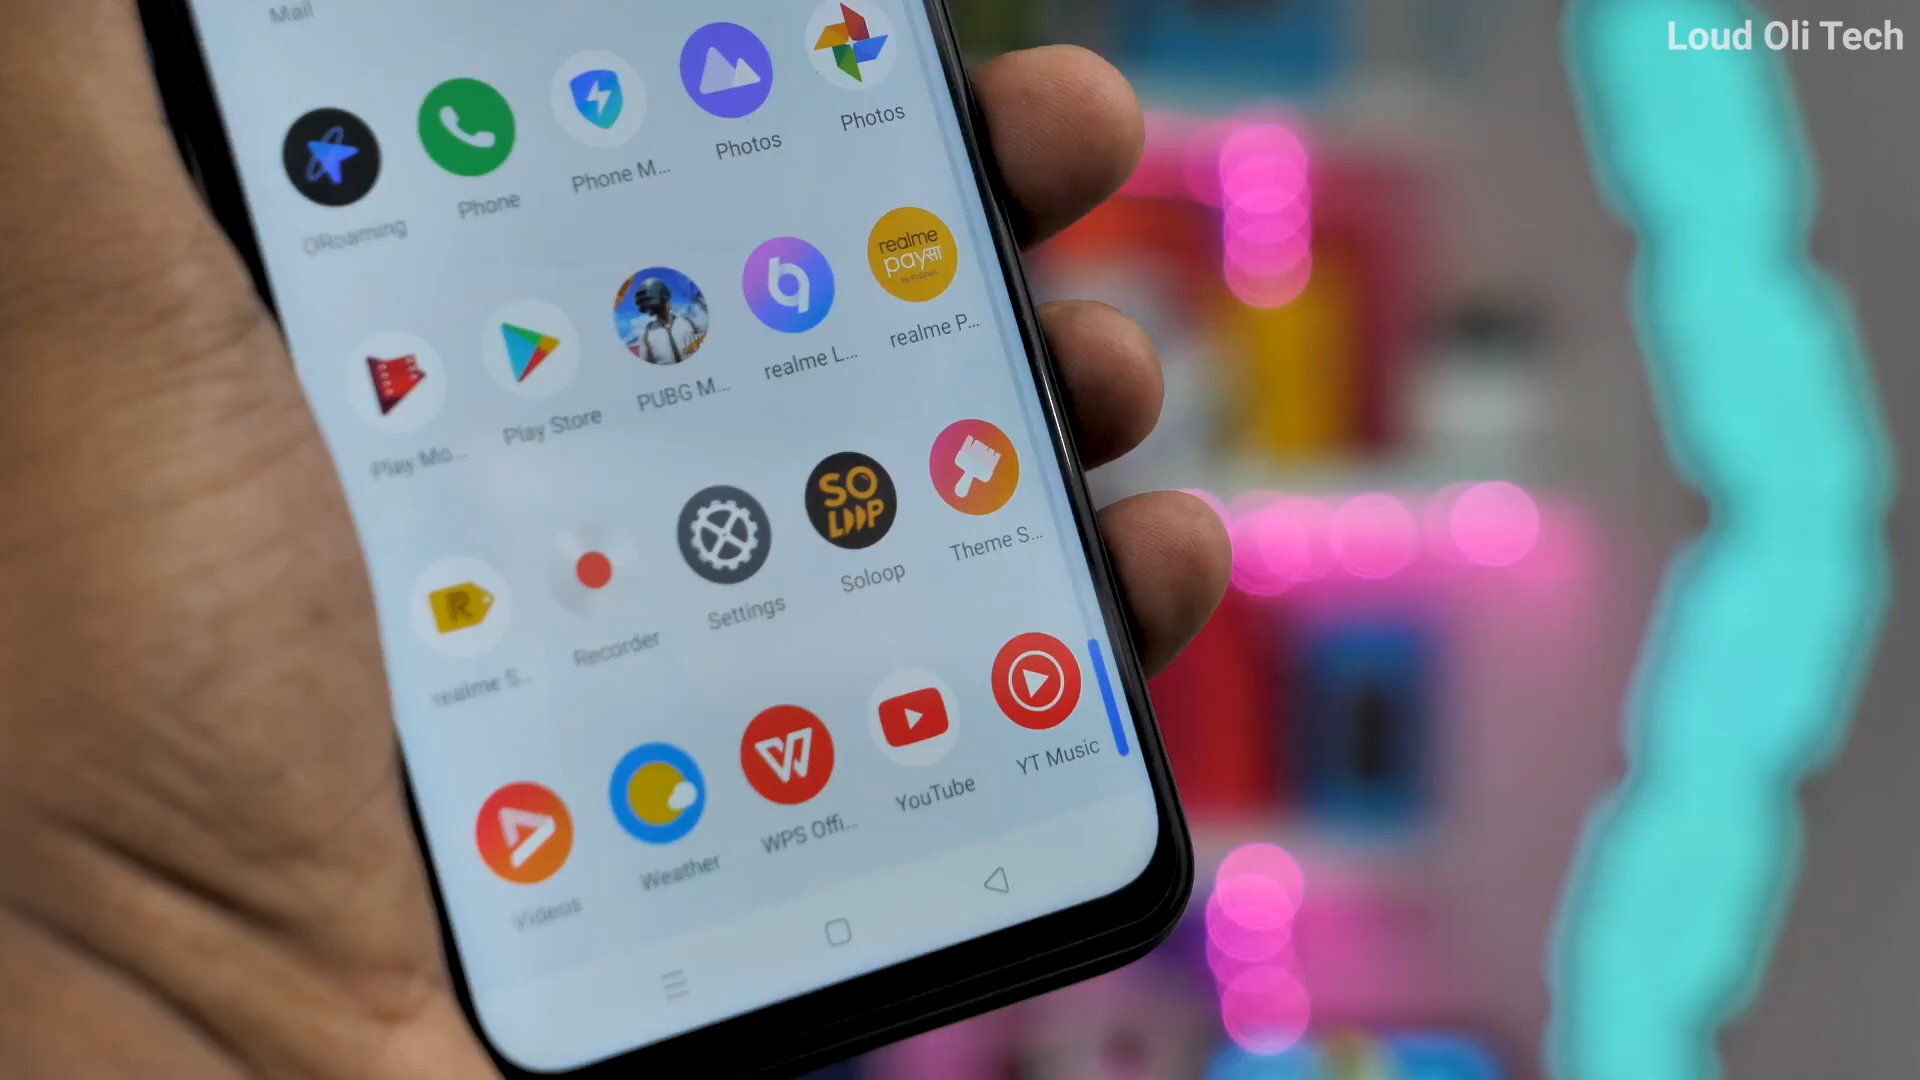 Loud Oli Tech
Mail
ORoaming
Phone
Phone M...
Photos
Photos
realme
payसा
Play Mo...
Play Store
PUBG M...
realme L...
realme P...
SO
LOOP
R
realme S...
Recorder
Settings
Soloop
Theme S...
Videos
Weather
WPS Offi...
YouTube
YT Music